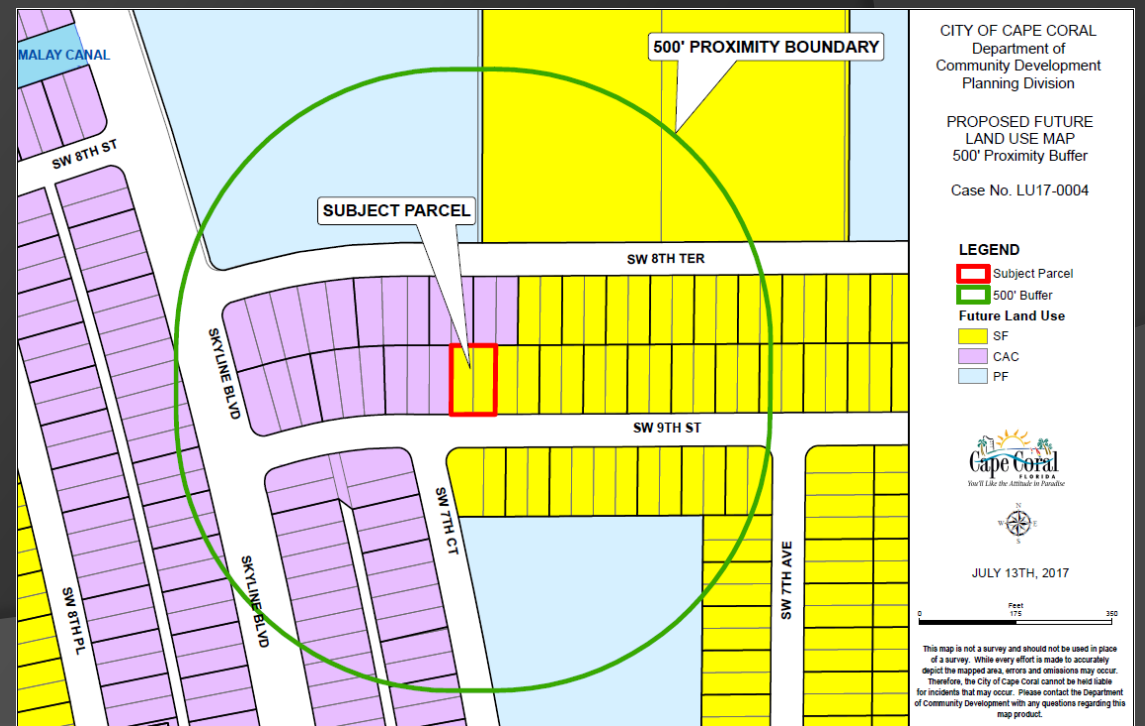 MALAY CANAL
SW 8TH ST
500' PROXIMITY BOUNDARY
SUBJECT PARCEL
SW 8TH TER
SKYLINE BLVD
SW 9TH ST
SW 7TH CT
SKYLINE BLVD
SW 7TH AVE
SW 8TH PL
CITY OF CAPE CORAL
Department of
Community Development
Planning Division
PROPOSED FUTURE
LAND USE MAP
500' Proximity Buffer
Case No. LU17-0004
LEGEND
Subject Parcel
500' Buffer
Future Land Use
SF
CAC
PF
Cape Coral
FLORIDA
You'll Like the Attitude in Paradise
N
W E
S
JULY 13TH, 2017
Feet
0 175 350
This map is not a survey and should not be used in place
of a survey. While every effort is made to accurately
depict the mapped area, errors and omissions may occur.
Therefore, the City of Cape Coral cannot be held liable
for incidents that may occur. Please contact the Department
of Community Development with any questions regarding this
map product.